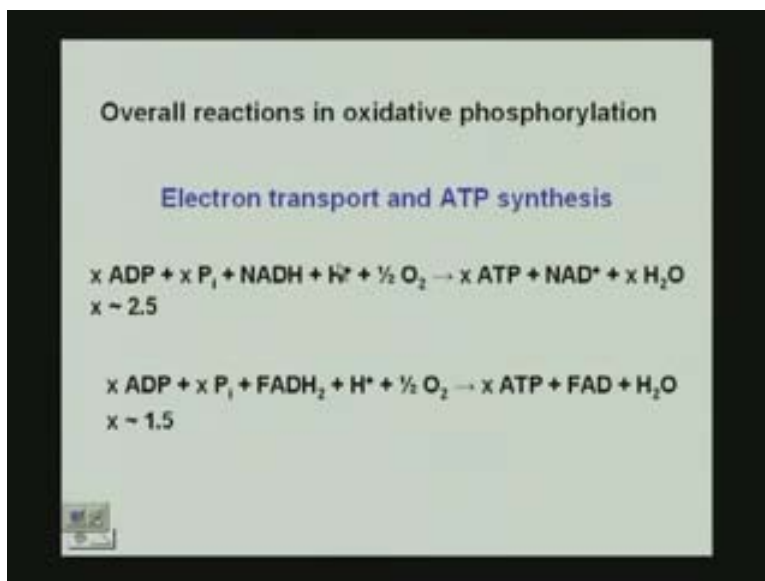 Overall reactions in oxidative phosphorylation
Electron transport and ATP synthesis
x ADP + x Pᵢ + NADH + H⁺ + ½ O₂ → x ATP + NAD⁺ + x H₂O
x ~ 2.5
x ADP + x Pᵢ + FADH₂ + H⁺ + ½ O₂ → x ATP + FAD + H₂O
x ~ 1.5